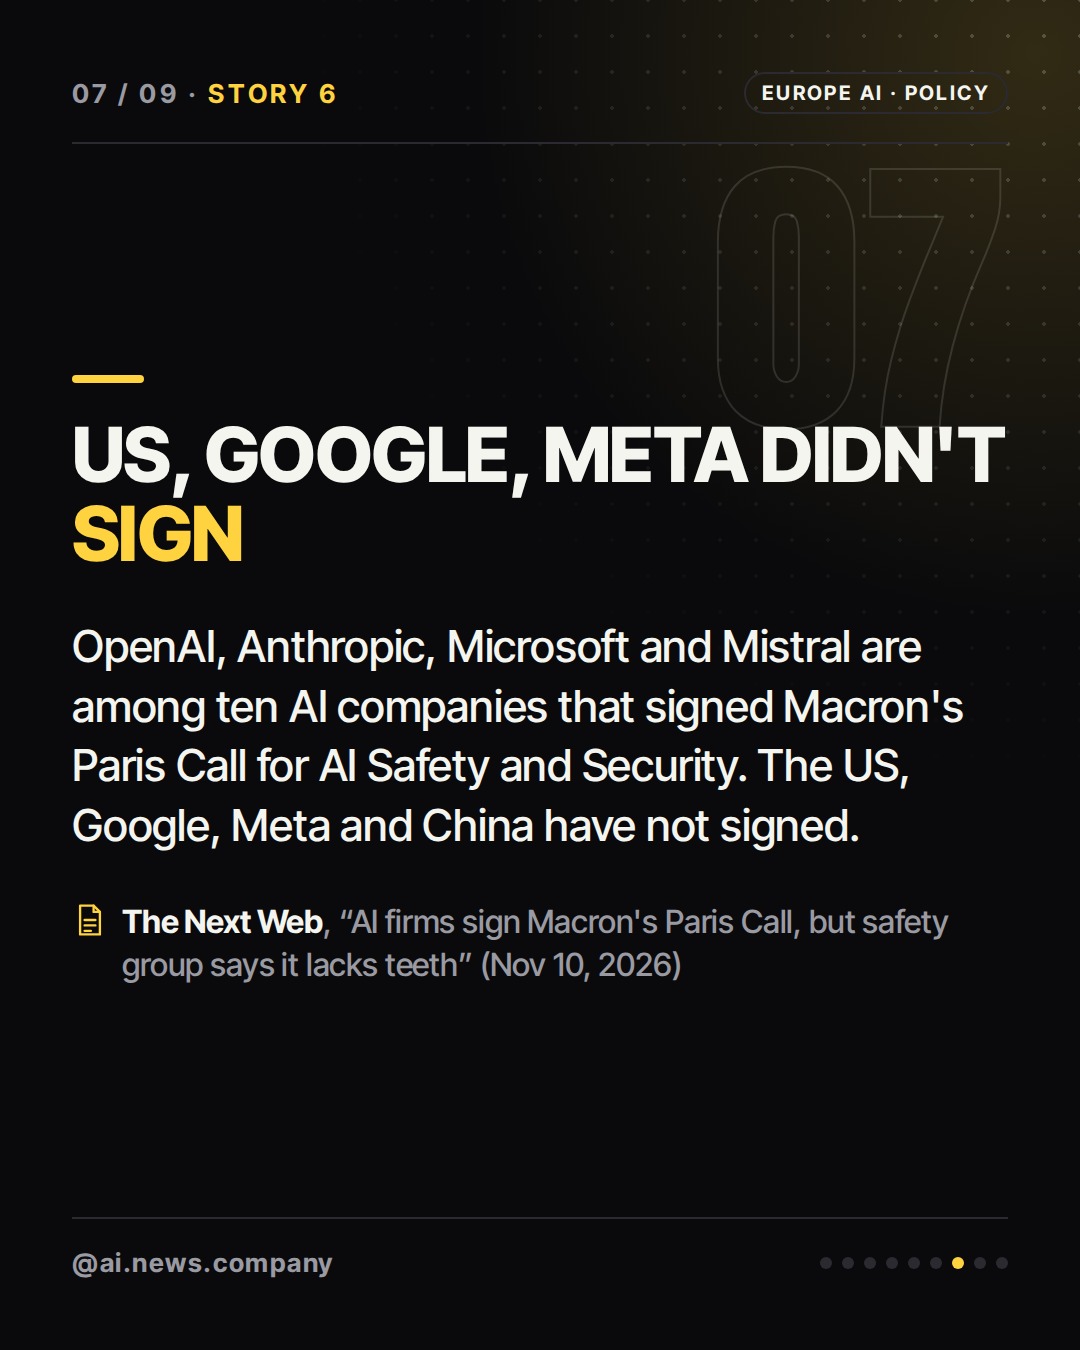 07 / 09 · STORY 6
EUROPE AI · POLICY
07
US, GOOGLE, META DIDN'T
SIGN
OpenAI, Anthropic, Microsoft and Mistral are
among ten AI companies that signed Macron's
Paris Call for AI Safety and Security. The US,
Google, Meta and China have not signed.
The Next Web, “AI firms sign Macron's Paris Call, but safety
group says it lacks teeth” (Nov 10, 2026)
@ai.news.company